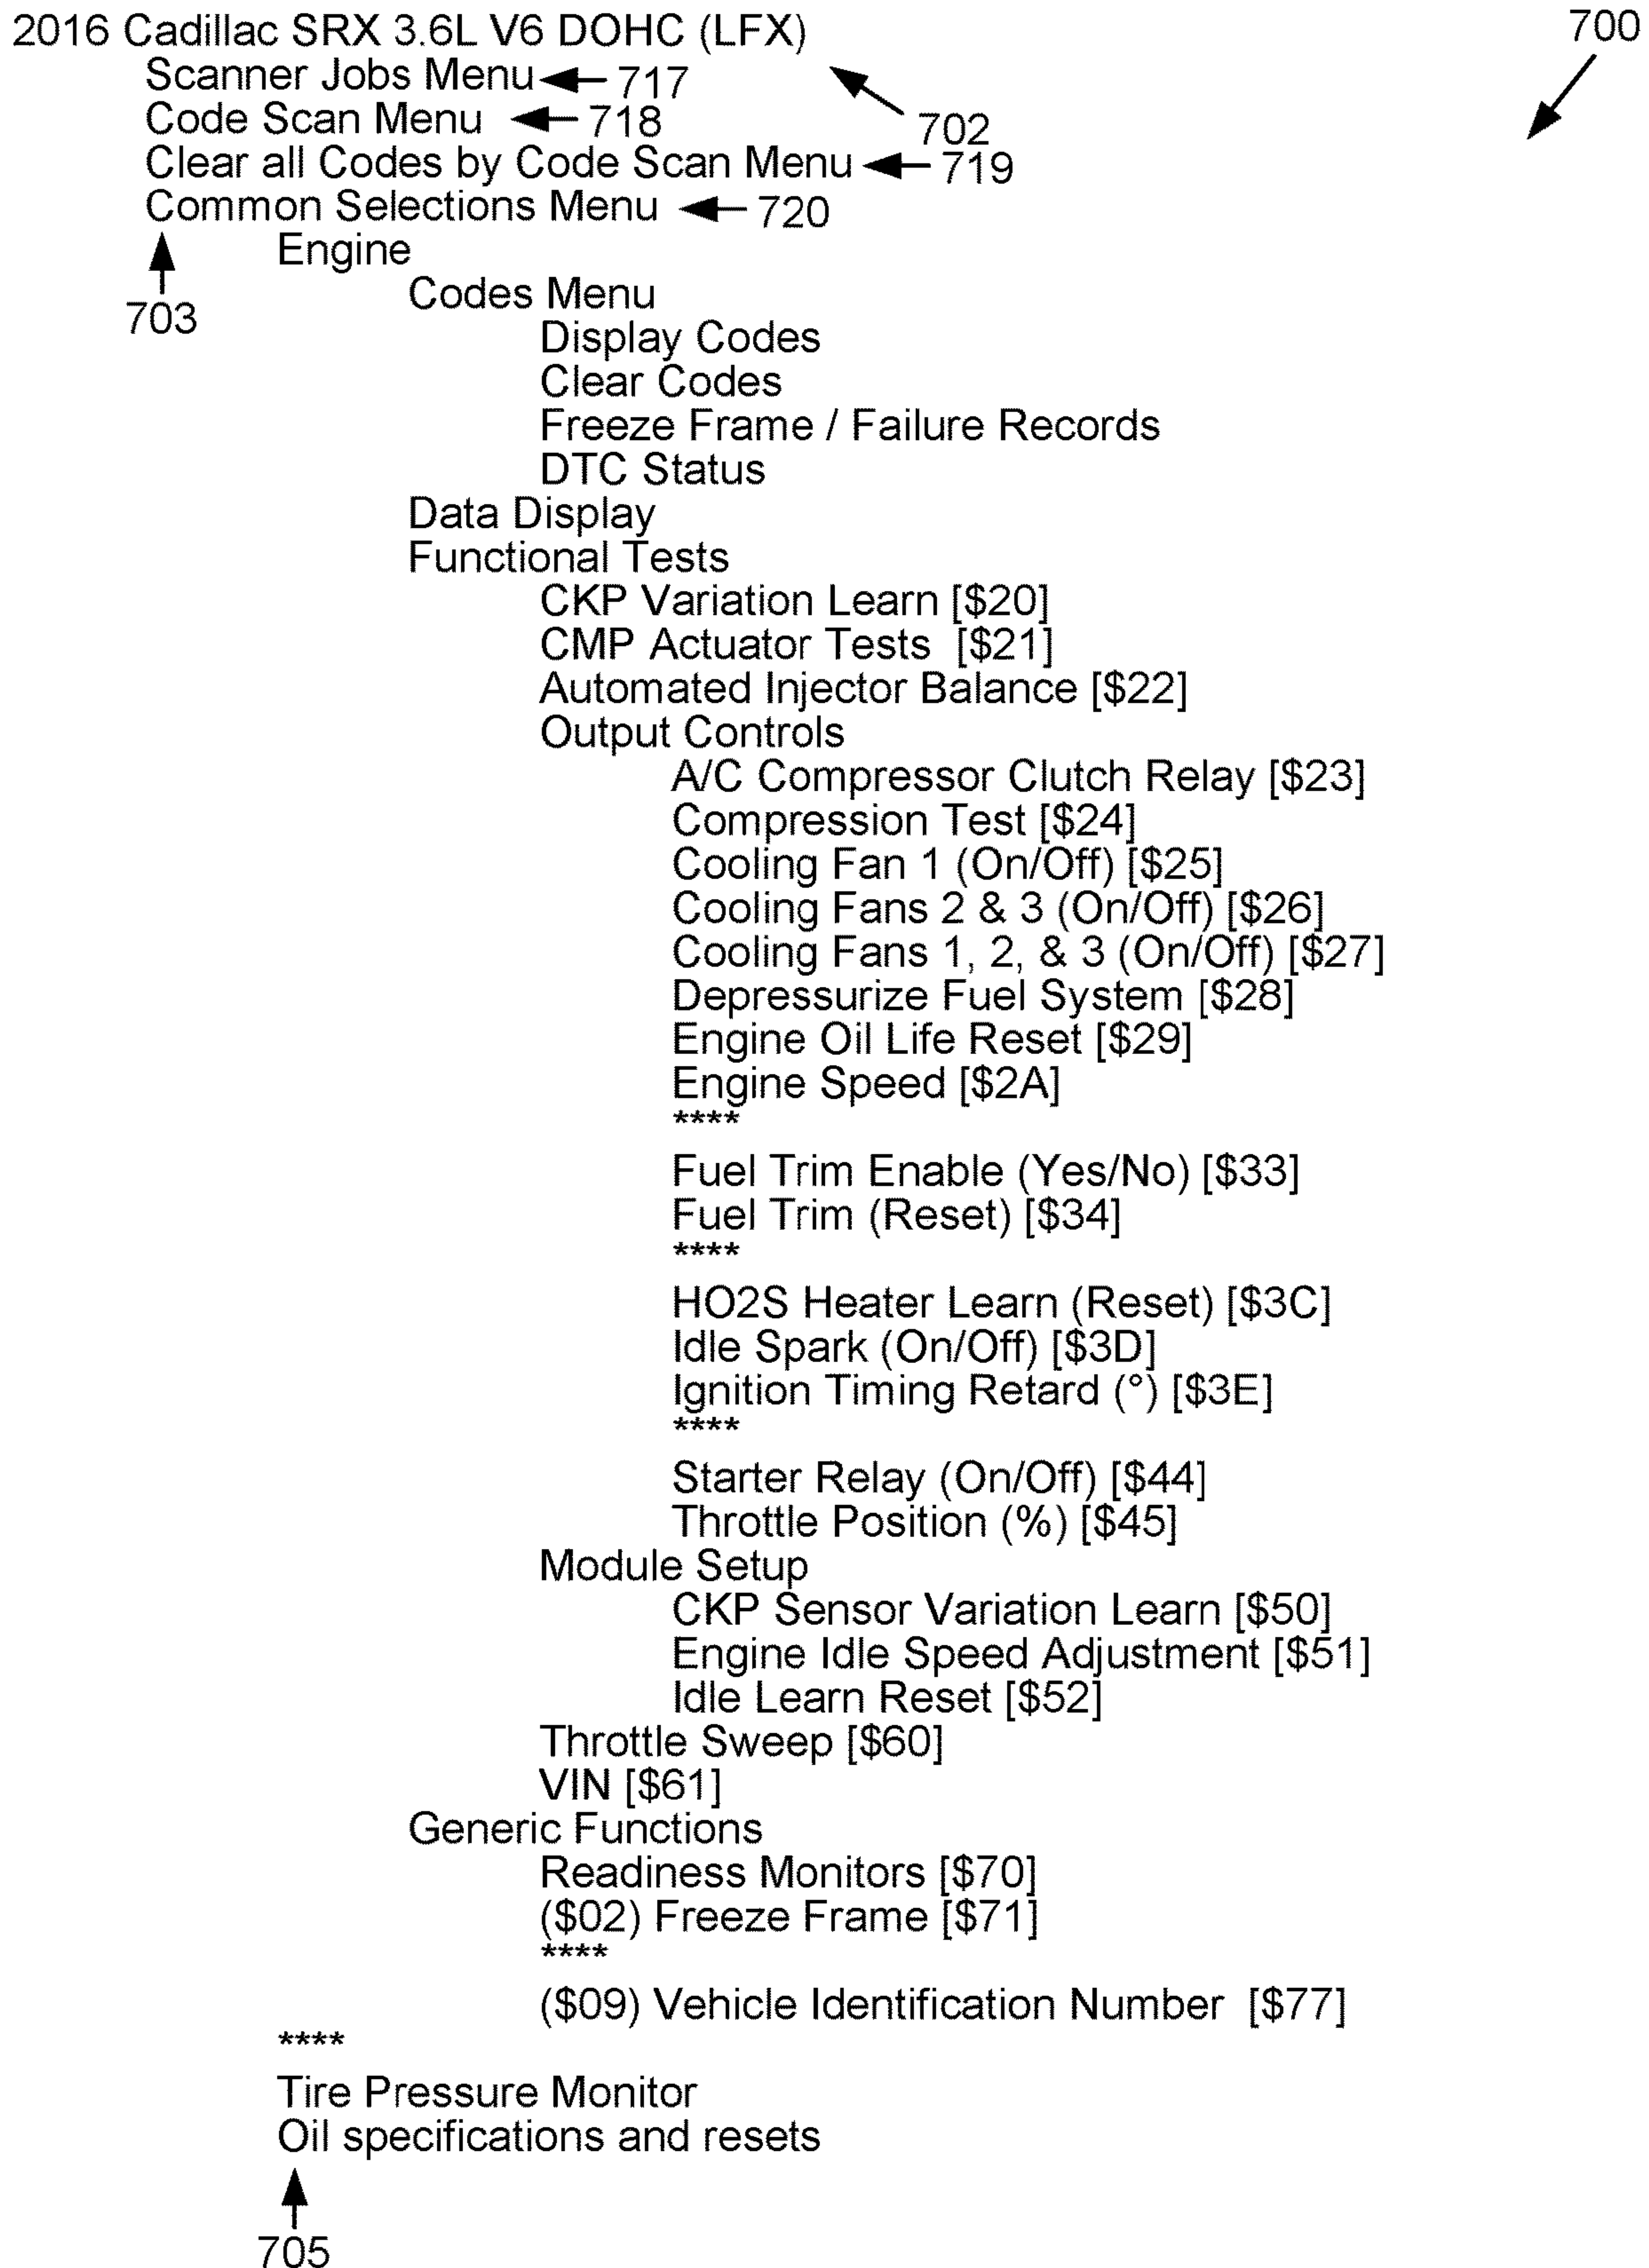 2016 Cadillac SRX 3.6L V6 DOHC (LFX)
700
Scanner Jobs Menu 717
Code Scan Menu 718
702
Clear all Codes by Code Scan Menu 719
Common Selections Menu 720
703
Engine
Codes Menu
Display Codes
Clear Codes
Freeze Frame / Failure Records
DTC Status
Data Display
Functional Tests
CKP Variation Learn [$20]
CMP Actuator Tests [$21]
Automated Injector Balance [$22]
Output Controls
A/C Compressor Clutch Relay [$23]
Compression Test [$24]
Cooling Fan 1 (On/Off) [$25]
Cooling Fans 2 & 3 (On/Off) [$26]
Cooling Fans 1, 2, & 3 (On/Off) [$27]
Depressurize Fuel System [$28]
Engine Oil Life Reset [$29]
Engine Speed [$2A]
****
Fuel Trim Enable (Yes/No) [$33]
Fuel Trim (Reset) [$34]
****
HO2S Heater Learn (Reset) [$3C]
Idle Spark (On/Off) [$3D]
Ignition Timing Retard (°) [$3E]
****
Starter Relay (On/Off) [$44]
Throttle Position (%) [$45]
Module Setup
CKP Sensor Variation Learn [$50]
Engine Idle Speed Adjustment [$51]
Idle Learn Reset [$52]
Throttle Sweep [$60]
VIN [$61]
Generic Functions
Readiness Monitors [$70]
($02) Freeze Frame [$71]
****
($09) Vehicle Identification Number [$77]
****
Tire Pressure Monitor
Oil specifications and resets
705